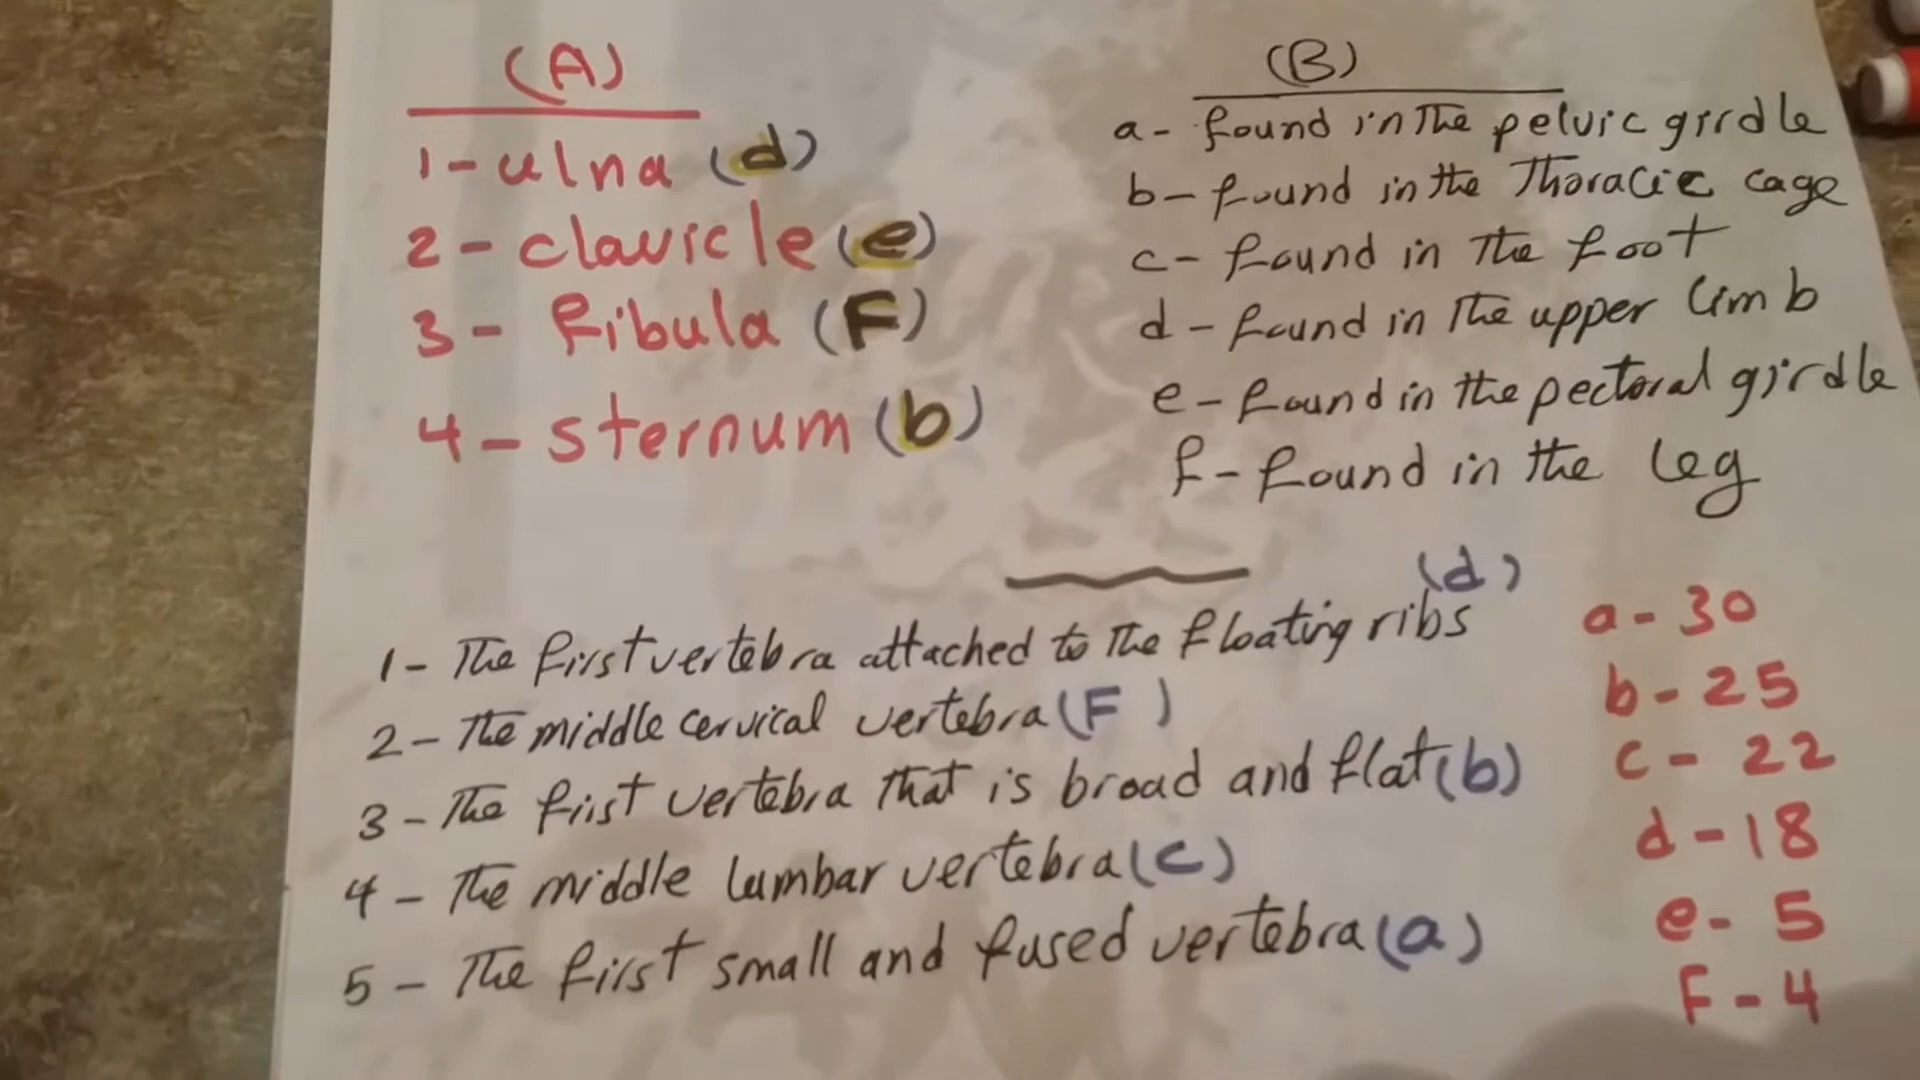 (A)
1- ulna (d)
2- clavicle (e)
3- fibula (F)
4- sternum (b)
(B)
a- found in the pelvic girdle
b- found in the Thoracic cage
c- found in the foot
d- found in the upper limb
e- found in the pectoral girdle
f- found in the leg
1- The first vertebra attached to the floating ribs (d)
2- The middle cervical vertebra (F)
3- The first vertebra that is broad and flat (b)
4- The middle lumbar vertebra (c)
5- The first small and fused vertebra (a)
a- 30
b- 25
c- 22
d- 18
e- 5
F- 4